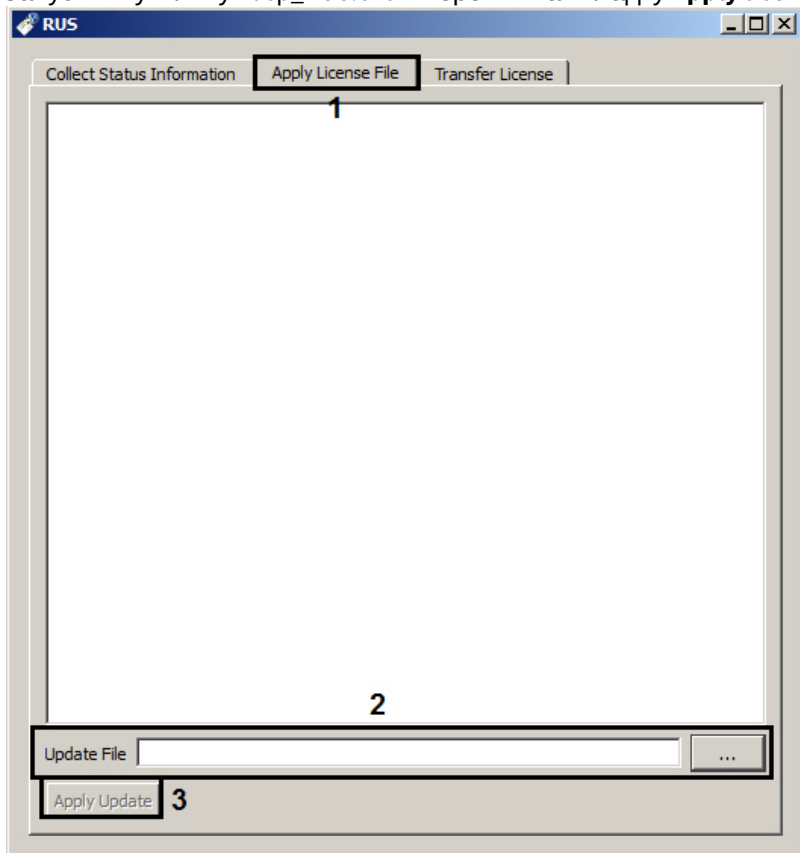 RUS
Collect Status Information Apply License File Transfer License
1
2
Update File ...
Apply Update 3